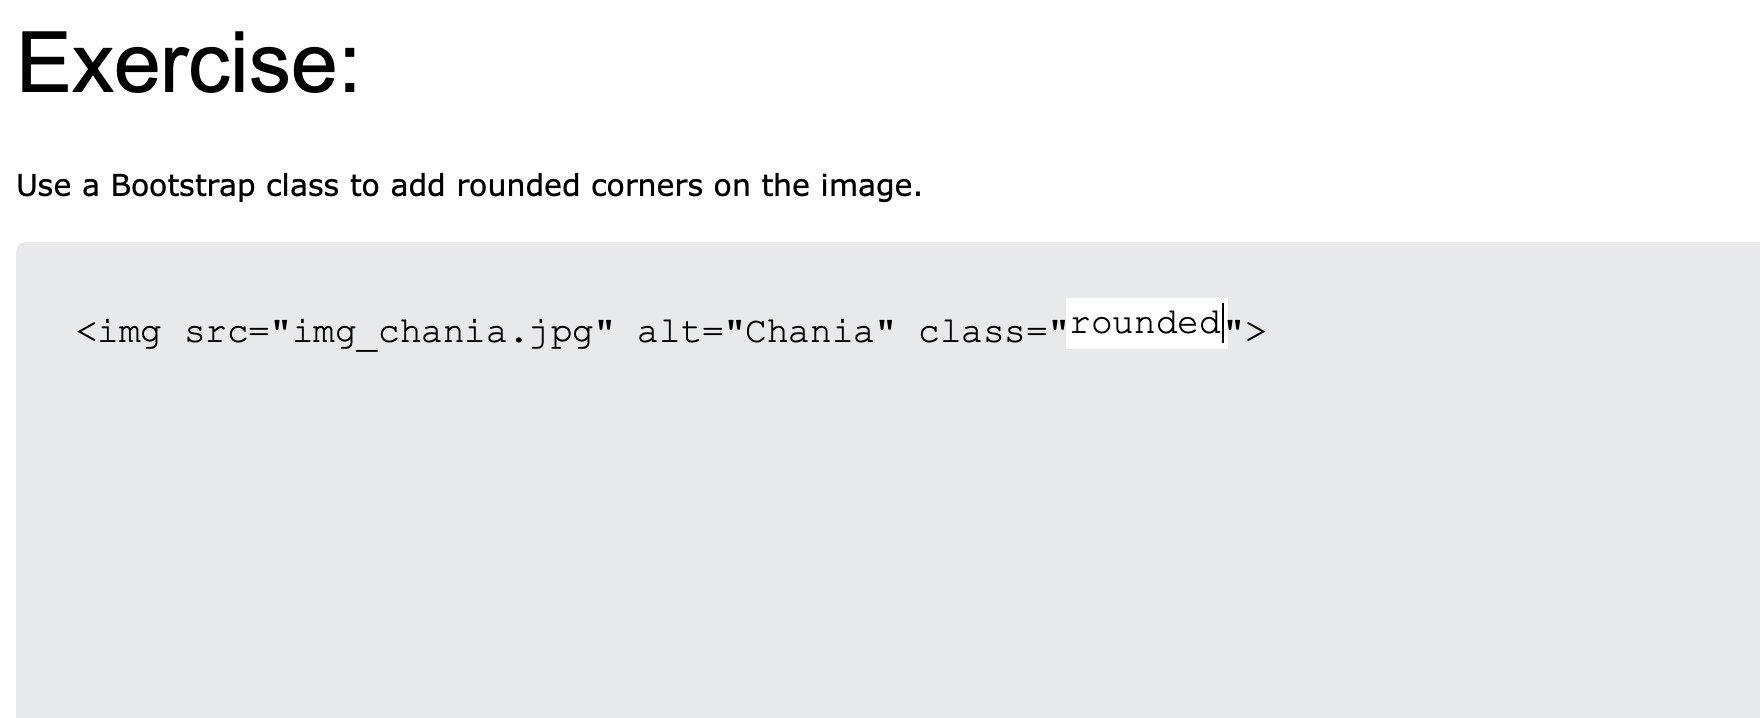 Exercise:
Use a Bootstrap class to add rounded corners on the image.
<img src="img_chania.jpg" alt="Chania" class="rounded">